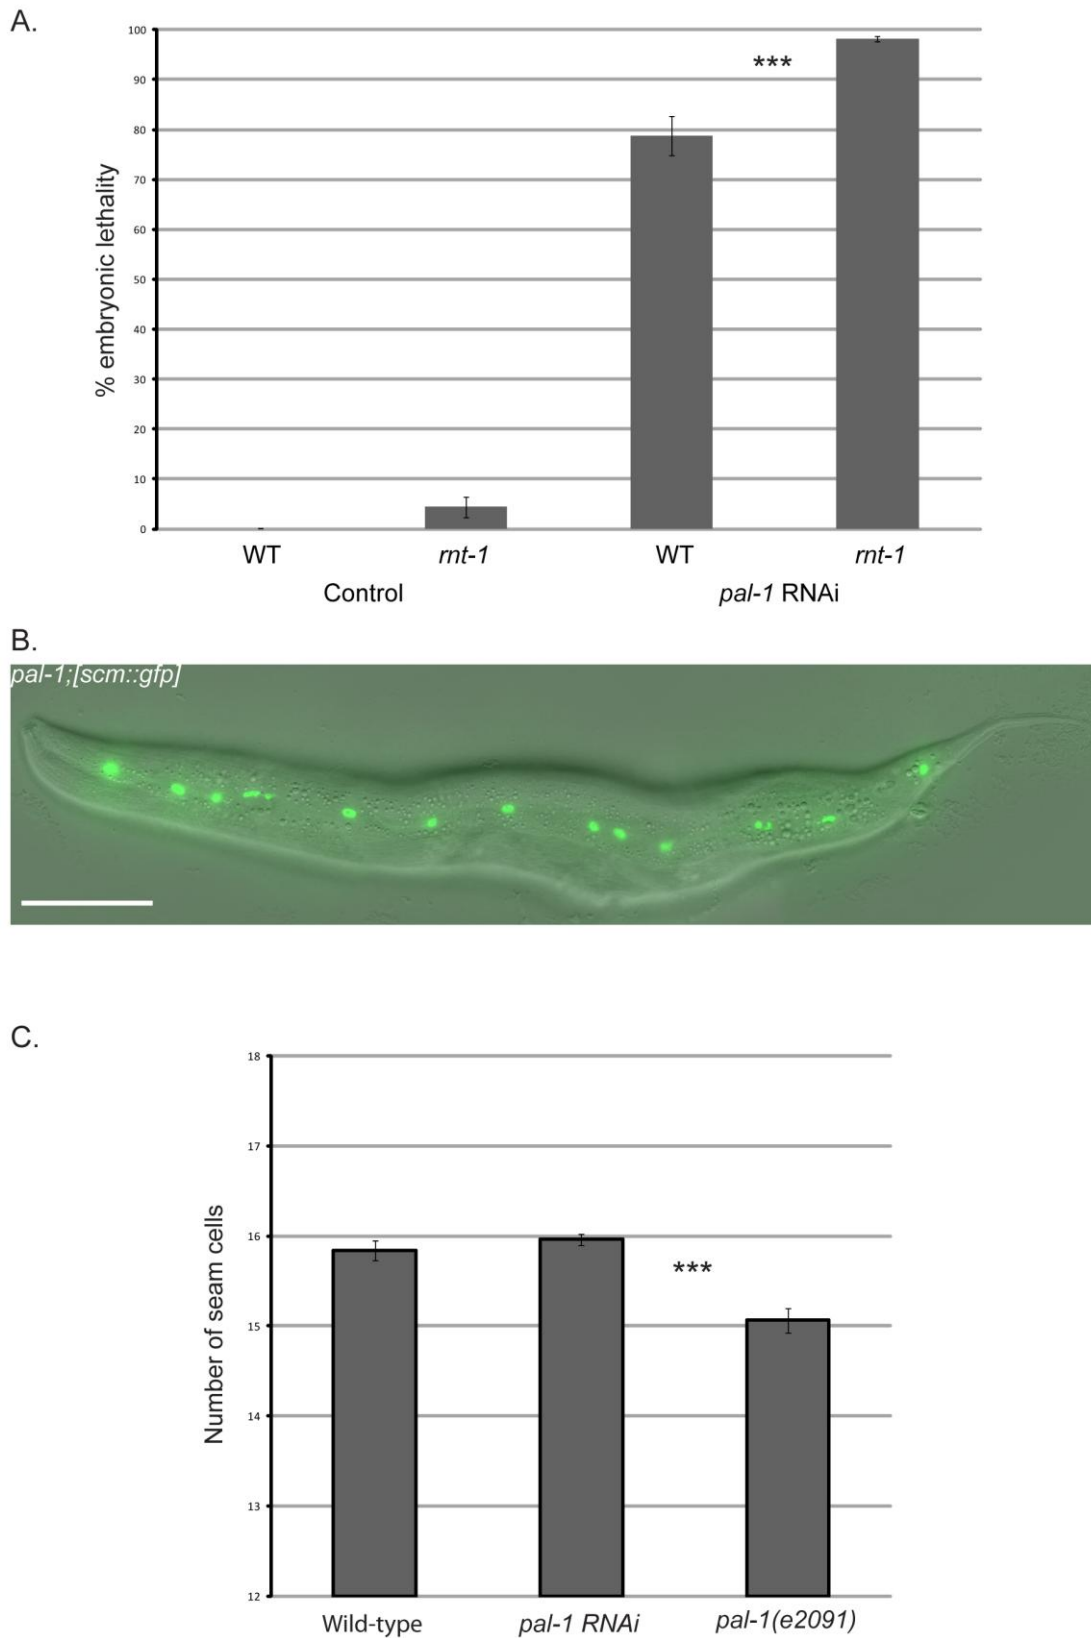 A.
100
90
80
70
60
50
40
30
20
10
0
% embryonic lethality
***
WT rnt-1 WT rnt-1
Control pal-1 RNAi
B.
pal-1;[scm::gfp]
C.
18
17
16
15
14
13
12
Number of seam cells
***
Wild-type pal-1 RNAi pal-1(e2091)